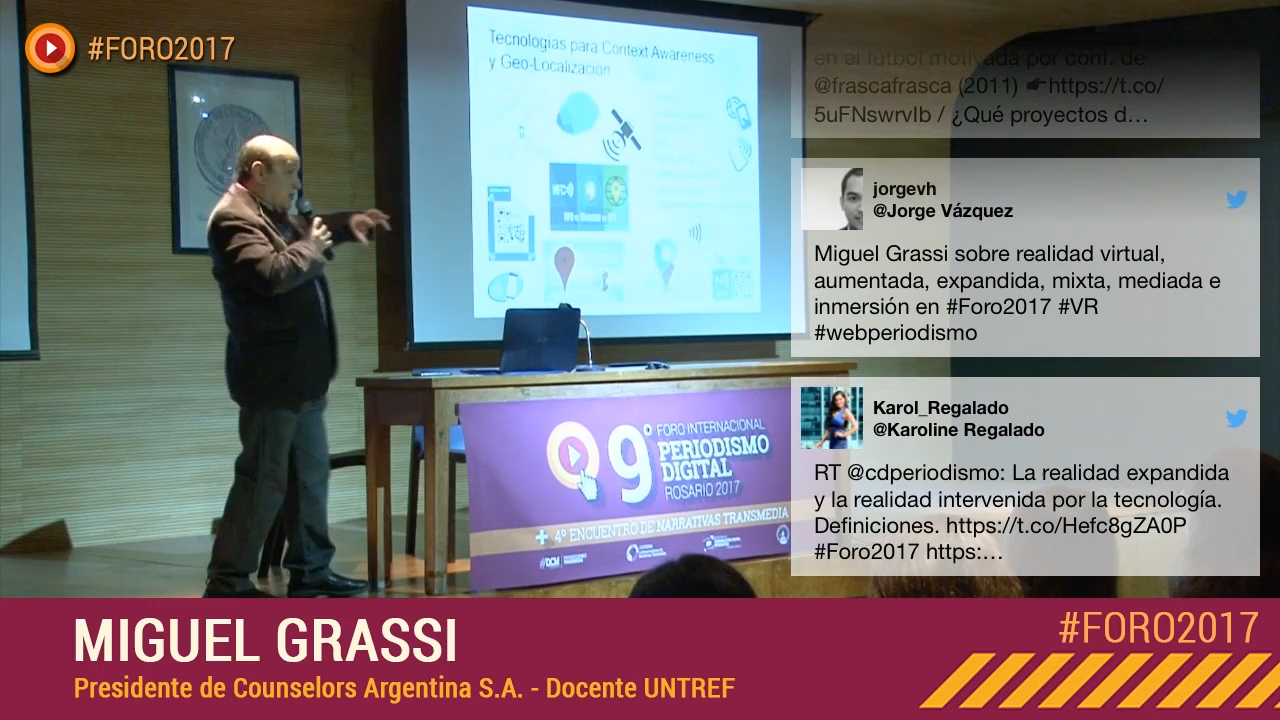 #FORO2017
Tecnologías para Context Awareness
y Geo-Localización
NFC
en el fútbol motivada por conf. de
@frascafrasca (2011) ☛https://t.co/
5uFNswrvIb / ¿Qué proyectos d…
jorgevh
@Jorge Vázquez
Miguel Grassi sobre realidad virtual,
aumentada, expandida, mixta, mediada e
inmersión en #Foro2017 #VR
#webperiodismo
Karol_Regalado
@Karoline Regalado
RT @cdperiodismo: La realidad expandida
y la realidad intervenida por la tecnología.
Definiciones. https://t.co/Hefc8gZA0P
#Foro2017 https:…
9° FORO INTERNACIONAL
PERIODISMO
DIGITAL
ROSARIO 2017
+ 4º ENCUENTRO DE NARRATIVAS TRANSMEDIA
#DCM
MIGUEL GRASSI
Presidente de Counselors Argentina S.A. - Docente UNTREF
#FORO2017